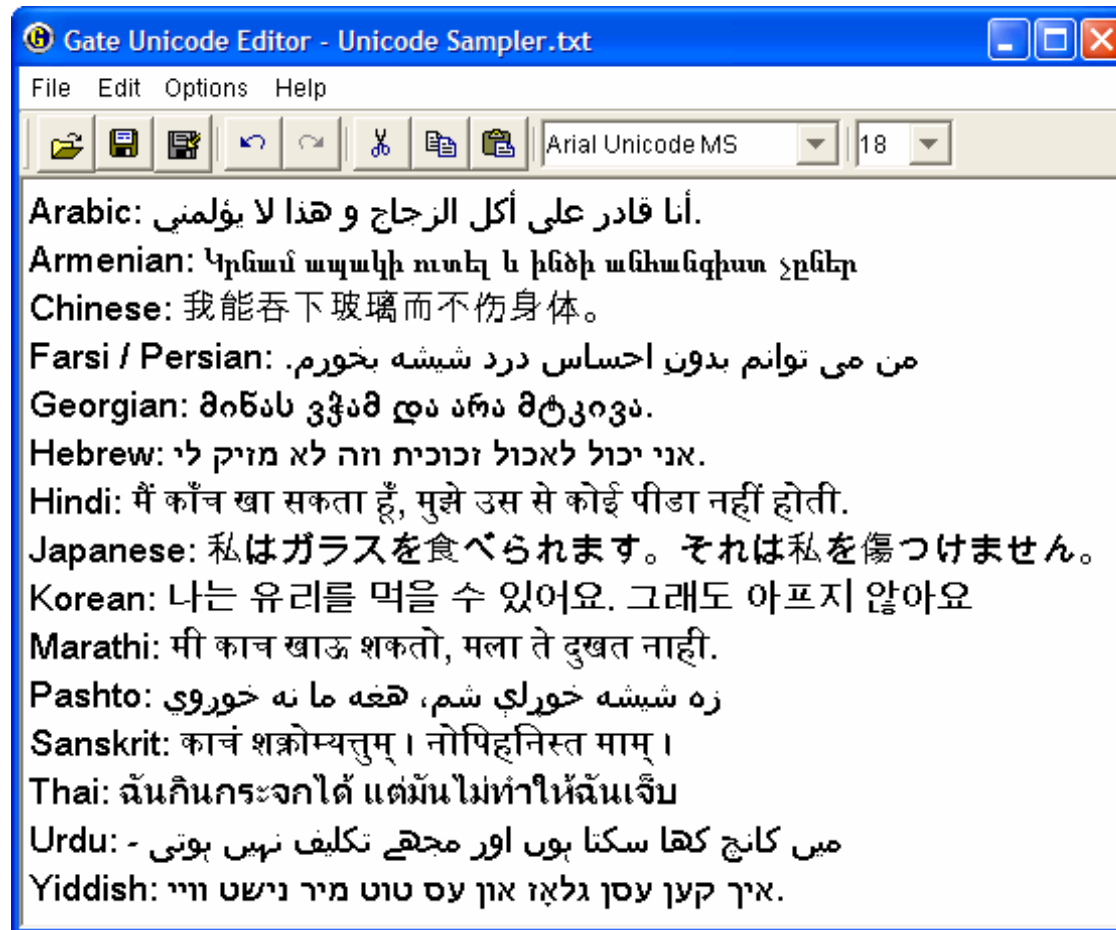 Gate Unicode Editor - Unicode Sampler.txt
File Edit Options Help
Arial Unicode MS 18
Arabic: أنا قادر على أكل الزجاج و هذا لا يؤلمني.
Armenian: Կրնամ ապակի ուտել և ինծի անհանգիստ չըներ
Chinese: 我能吞下玻璃而不伤身体。
Farsi / Persian: من می توانم بدونِ احساس درد شيشه بخورم.
Georgian: მინას ვჭამ და არა მტკივა.
Hebrew: אני יכול לאכול זכוכית וזה לא מזיק לי.
Hindi: मैं काँच खा सकता हूँ, मुझे उस से कोई पीडा नहीं होती.
Japanese: 私はガラスを食べられます。それは私を傷つけません。
Korean: 나는 유리를 먹을 수 있어요. 그래도 아프지 않아요
Marathi: मी काच खाऊ शकतो, मला ते दुखत नाही.
Pashto: زه شيشه خوړلې شم، هغه ما نه خوږوي
Sanskrit: काचं शक्नोम्यत्तुम् । नोपहिनस्ति माम् ।
Thai: ฉันกินกระจกได้ แต่มันไม่ทำให้ฉันเจ็บ
Urdu: میں کانچ کھا سکتا ہوں اور مجھے تکلیف نہیں ہوتی ۔
Yiddish: איך קען עסן גלאָז און עס טוט מיר נישט וויי.